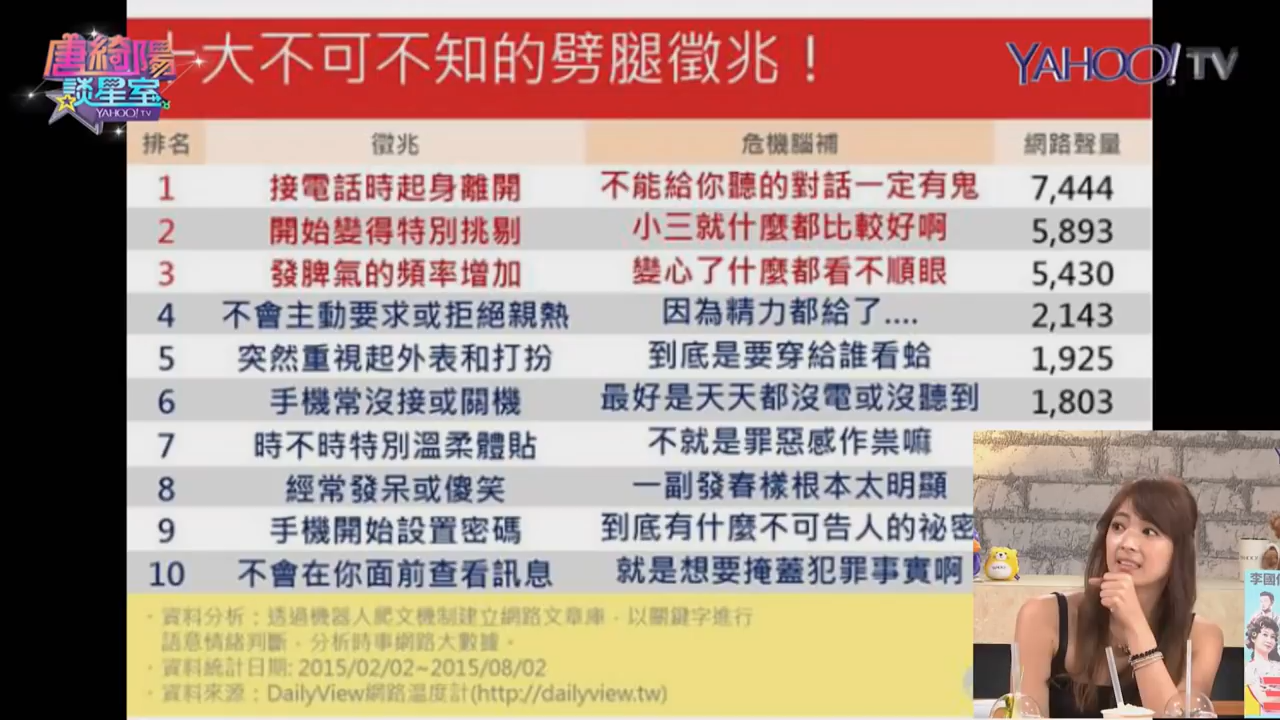 唐綺陽
談星室
YAHOO! TV
十大不可不知的劈腿徵兆！
YAHOO! TV
排名 徵兆 危機腦補 網路聲量
1 接電話時起身離開 不能給你聽的對話一定有鬼 7,444
2 開始變得特別挑剔 小三就什麼都比較好啊 5,893
3 發脾氣的頻率增加 變心了什麼都看不順眼 5,430
4 不會主動要求或拒絕親熱 因為精力都給了.... 2,143
5 突然重視起外表和打扮 到底是要穿給誰看蛤 1,925
6 手機常沒接或關機 最好是天天都沒電或沒聽到 1,803
7 時不時特別溫柔體貼 不就是罪惡感作祟嘛
8 經常發呆或傻笑 一副發春樣根本太明顯
9 手機開始設置密碼 到底有什麼不可告人的祕密
10 不會在你面前查看訊息 就是想要掩蓋犯罪事實啊
・資料分析：透過機器人爬文機制建立網路文章庫，以關鍵字進行
語意情緒判斷，分析時事網路大數據。
・資料統計日期: 2015/02/02~2015/08/02
・資料來源：DailyView網路溫度計(http://dailyview.tw)
李國